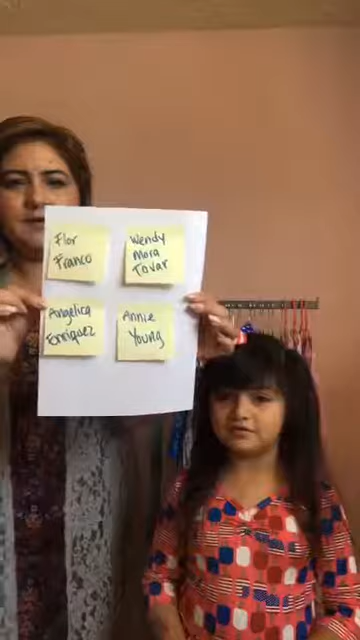 Flor
Franco
Wendy
Mora
Tovar
Angelica
Enriquez
Annie
Young